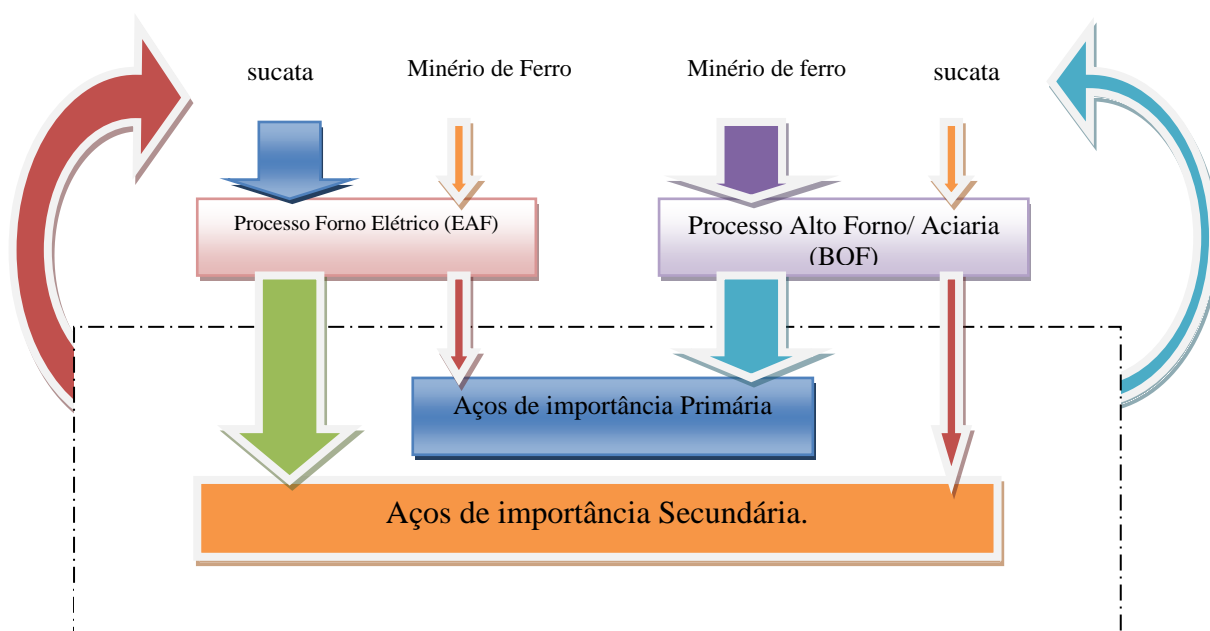 sucata
Minério de Ferro
Minério de ferro
sucata
Processo Forno Elétrico (EAF)
Processo Alto Forno/ Aciaria
(BOF)
Aços de importância Primária
Aços de importância Secundária.